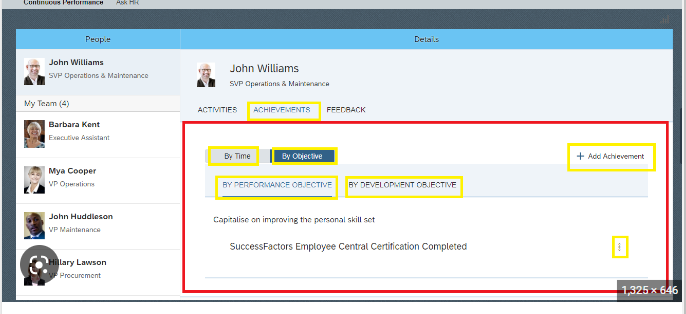 Continuous Performance Ask HR
People
Details
John Williams
SVP Operations & Maintenance
My Team (4)
Barbara Kent
Executive Assistant
Mya Cooper
VP Operations
John Huddleson
VP Maintenance
Hillary Lawson
VP Procurement
John Williams
SVP Operations & Maintenance
ACTIVITIES ACHIEVEMENTS FEEDBACK
By Time By Objective + Add Achievement
BY PERFORMANCE OBJECTIVE BY DEVELOPMENT OBJECTIVE
Capitalise on improving the personal skill set
SuccessFactors Employee Central Certification Completed
1,325 × 646